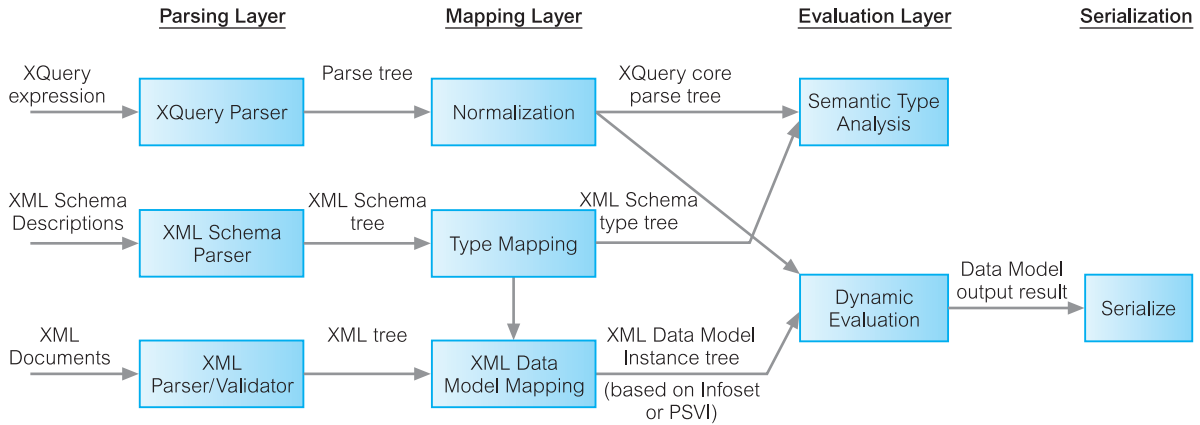 Parsing Layer
Mapping Layer
Evaluation Layer
Serialization
XQuery
expression
XQuery Parser
Parse tree
Normalization
XQuery core
parse tree
Semantic Type
Analysis
XML Schema
Descriptions
XML Schema
Parser
XML Schema
tree
Type Mapping
XML Schema
type tree
Dynamic
Evaluation
Data Model
output result
Serialize
XML
Documents
XML
Parser/Validator
XML tree
XML Data
Model Mapping
XML Data Model
Instance tree
(based on Infoset
or PSVI)